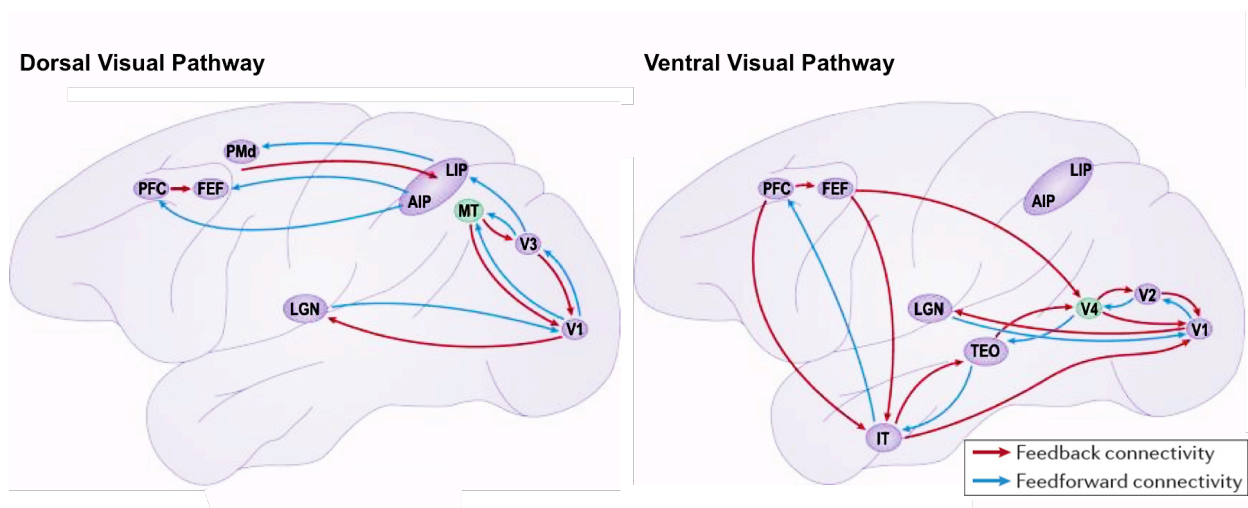 Dorsal Visual Pathway
PMd
PFC
FEF
LIP
AIP
MT
V3
LGN
V1
Ventral Visual Pathway
PFC
FEF
LIP
AIP
LGN
V4
V2
V1
TEO
IT
Feedback connectivity
Feedforward connectivity